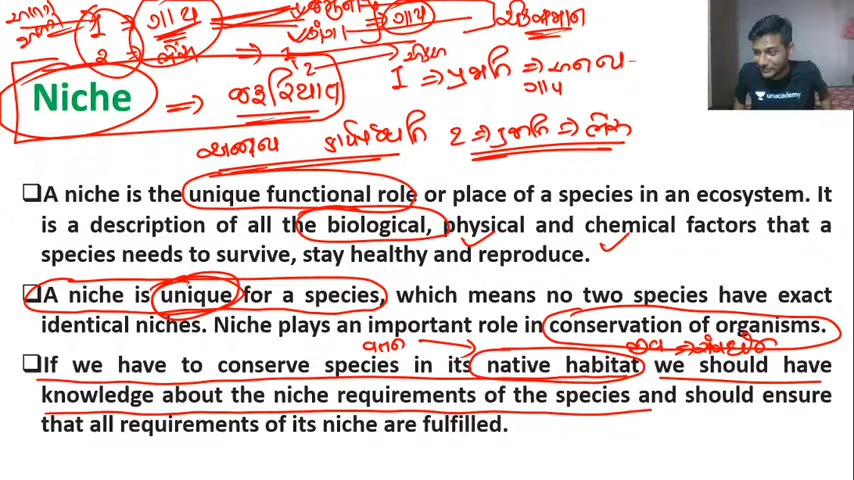 1 ⇒ ગાય
ગાય
2
I ⇒
Niche ⇒ જરૂરિયાત
ગાય
2 ⇒
❑A niche is the unique functional role or place of a species in an ecosystem. It
is a description of all the biological, physical and chemical factors that a
species needs to survive, stay healthy and reproduce.
❑A niche is unique for a species, which means no two species have exact
identical niches. Niche plays an important role in conservation of organisms.
❑If we have to conserve species in its native habitat we should have
knowledge about the niche requirements of the species and should ensure
that all requirements of its niche are fulfilled.
unacademy